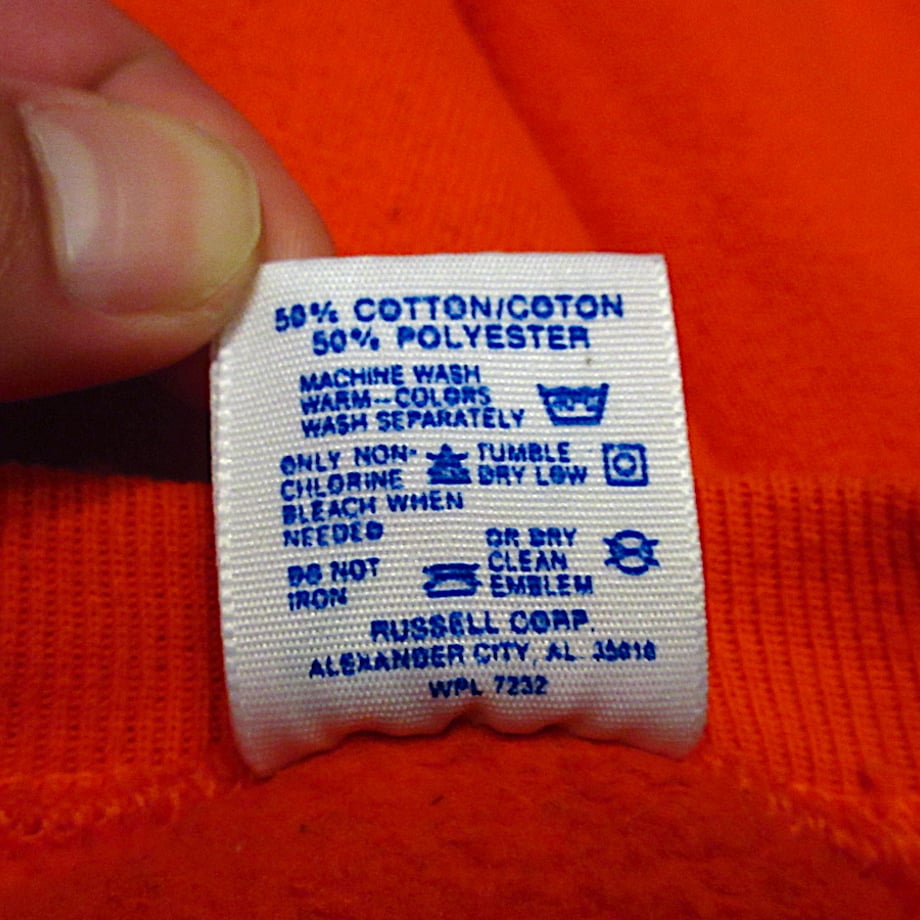 50% COTTON/COTON
50% POLYESTER
MACHINE WASH
WARM-COLORS
WASH SEPARATELY
ONLY NON-
CHLORINE
BLEACH WHEN
NEEDED
TUMBLE
DRY LOW
DO NOT
IRON
OR DRY
CLEAN
EMBLEM
RUSSELL CORP.
ALEXANDER CITY, AL 35010
WPL 7232